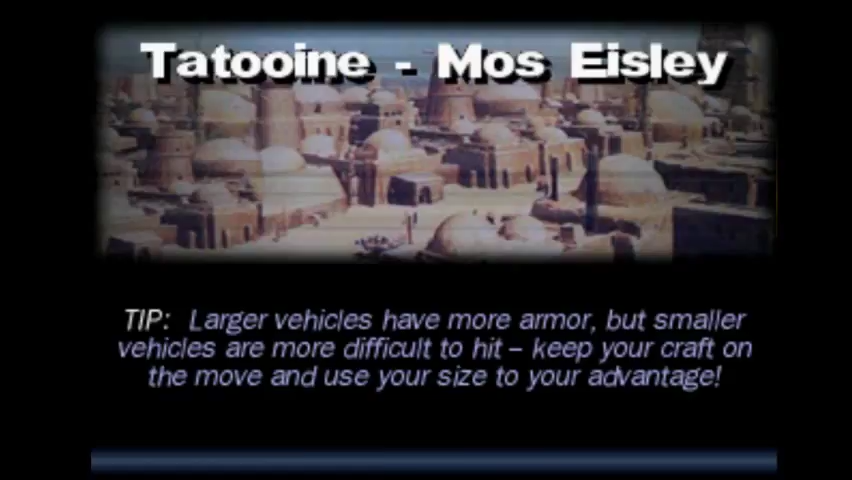 Tatooine - Mos Eisley
TIP: Larger vehicles have more armor, but smaller
vehicles are more difficult to hit – keep your craft on
the move and use your size to your advantage!